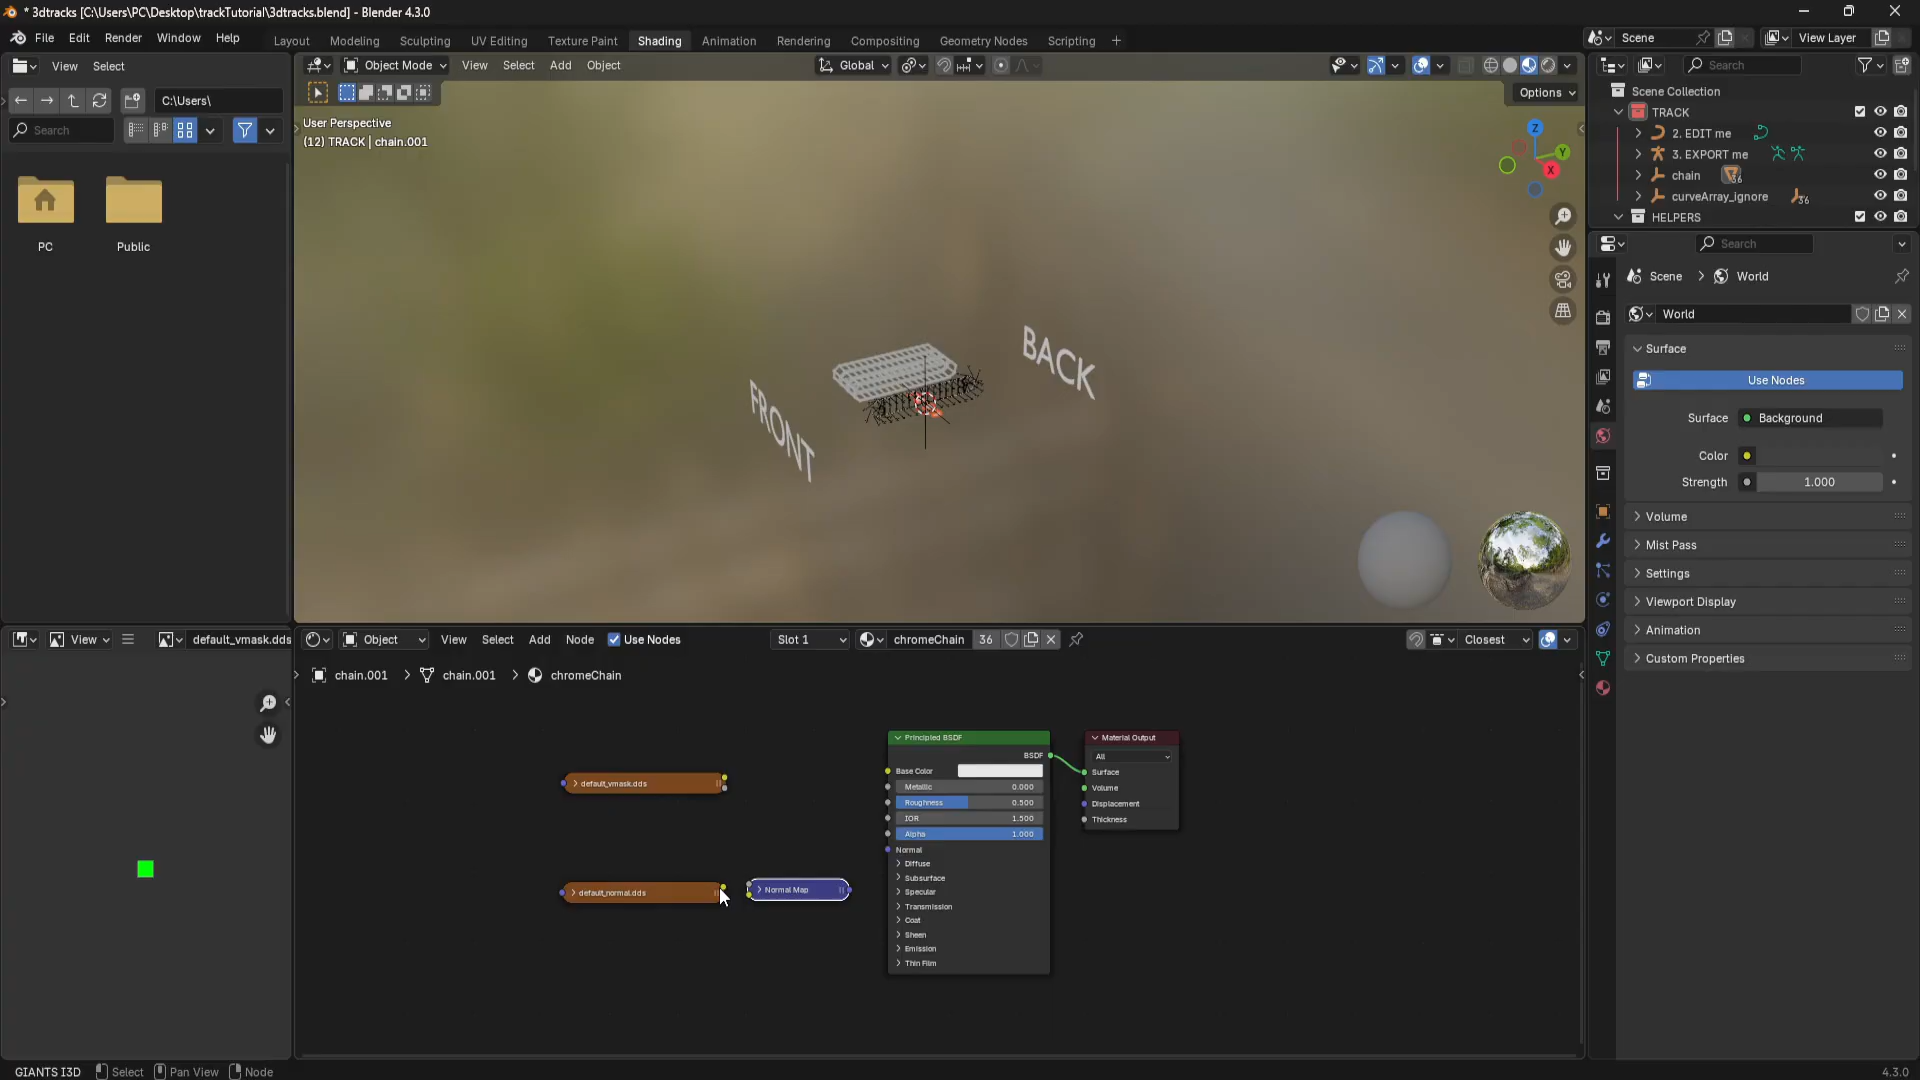 * 3dtracks [C:\Users\PC\Desktop\trackTutorial\3dtracks.blend] - Blender 4.3.0
File Edit Render Window Help
Layout Modeling Sculpting UV Editing Texture Paint Shading Animation Rendering Compositing Geometry Nodes Scripting +
Scene View Layer
View Select
Object Mode View Select Add Object
Global
Search
C:\Users\
Options
Search
User Perspective
(12) TRACK | chain.001
Z
Y
X
Scene Collection
TRACK
2. EDIT me
3. EXPORT me
chain 36
curveArray_ignore 36
HELPERS
PC
Public
FRONT
BACK
Search
Scene > World
World
Surface
Use Nodes
Surface Background
Color
Strength 1.000
Volume
Mist Pass
Settings
Viewport Display
Animation
Custom Properties
View default_vmask.dds
Object View Select Add Node Use Nodes Slot 1 chromeChain 36 Closest
chain.001 > chain.001 > chromeChain
default_vmask.dds
default_normal.dds
Normal Map
Principled BSDF
BSDF
Base Color
Metallic 0.000
Roughness 0.500
IOR 1.500
Alpha 1.000
Normal
Diffuse
Subsurface
Specular
Transmission
Coat
Sheen
Emission
Thin Film
Material Output
All
Surface
Volume
Displacement
Thickness
GIANTS I3D Select Pan View Node
4.3.0